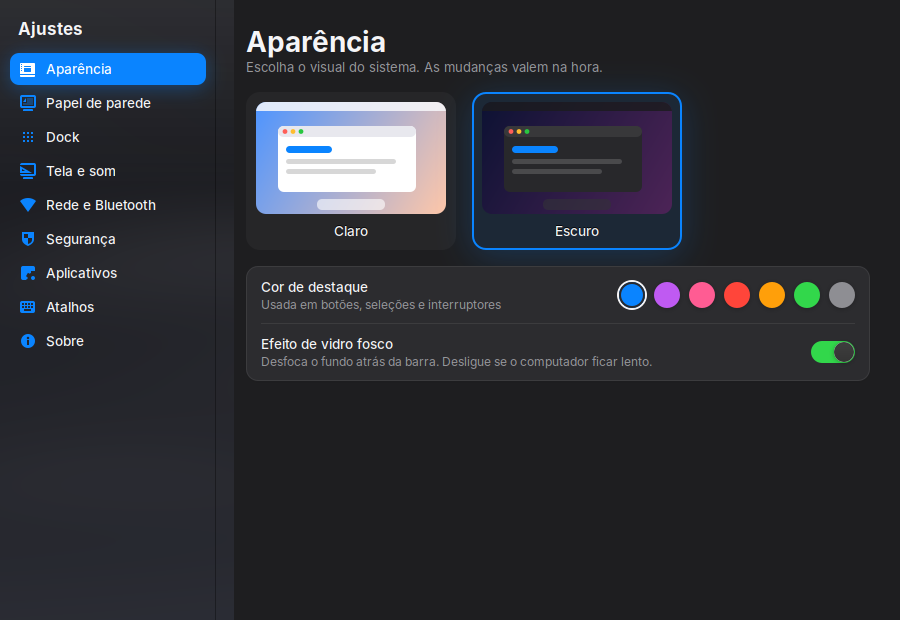 Ajustes
Aparência
Papel de parede
Dock
Tela e som
Rede e Bluetooth
Segurança
Aplicativos
Atalhos
Sobre
Aparência
Escolha o visual do sistema. As mudanças valem na hora.
Claro
Escuro
Cor de destaque
Usada em botões, seleções e interruptores
Efeito de vidro fosco
Desfoca o fundo atrás da barra. Desligue se o computador ficar lento.